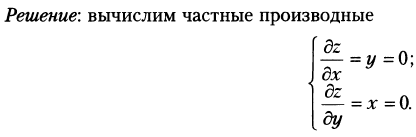 Решение: вычислим частные производные
∂z/∂x = y = 0;
∂z/∂y = x = 0.